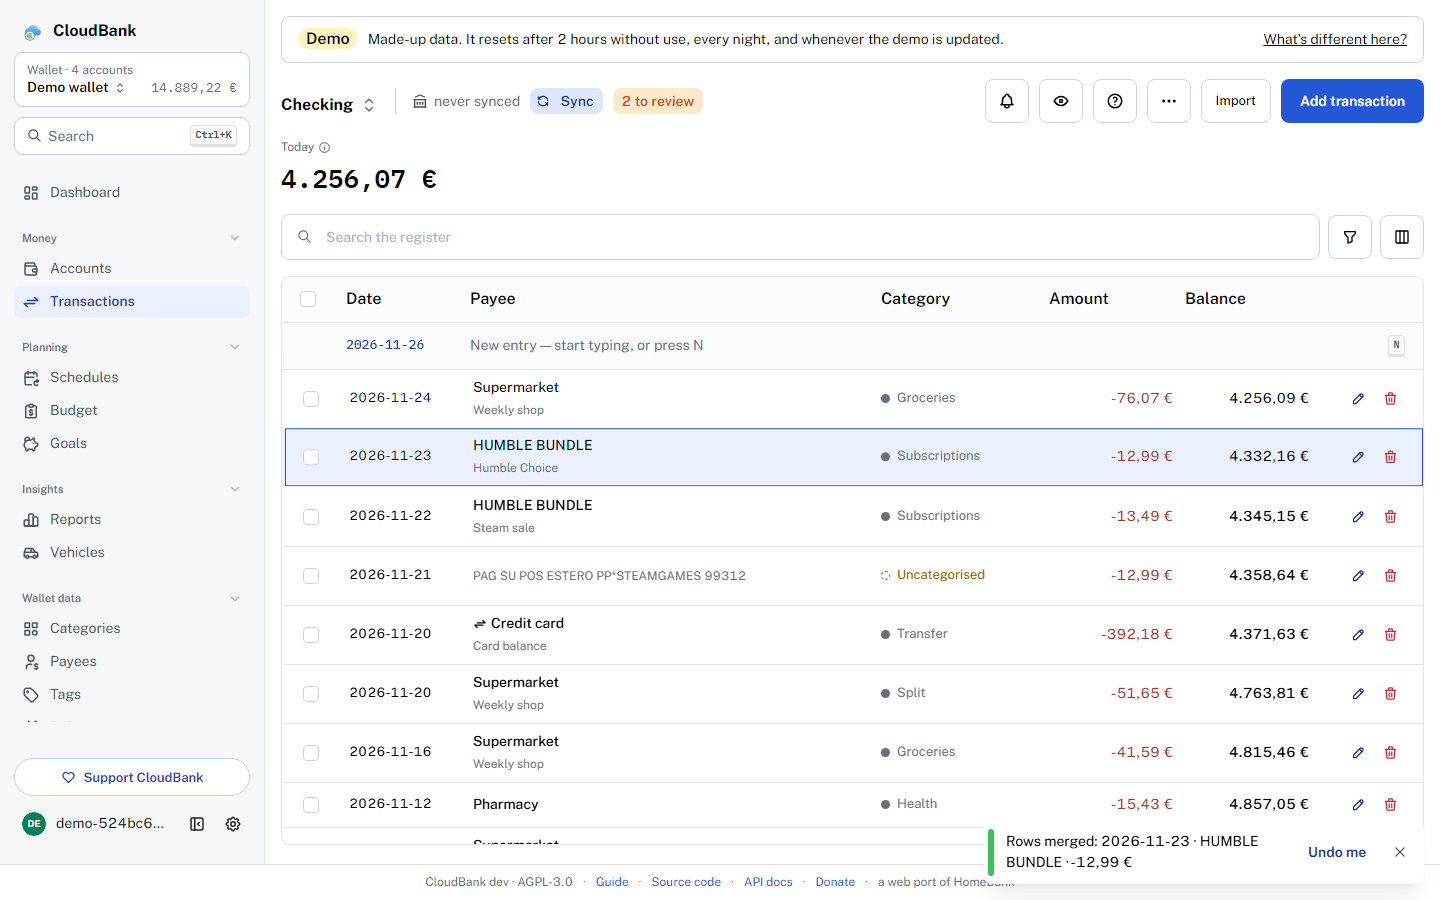 CloudBank
Wallet · 4 accounts
Demo wallet 14.889,22 €
Search Ctrl+K
Dashboard
Money
Accounts
Transactions
Planning
Schedules
Budget
Goals
Insights
Reports
Vehicles
Wallet data
Categories
Payees
Tags
Support CloudBank
DE demo-524bc6...
Demo Made-up data. It resets after 2 hours without use, every night, and whenever the demo is updated. What's different here?
Checking never synced Sync 2 to review Import Add transaction
Today
4.256,07 €
Search the register
Date Payee Category Amount Balance
2026-11-26 New entry — start typing, or press N N
2026-11-24 Supermarket Groceries -76,07 € 4.256,09 €
Weekly shop
2026-11-23 HUMBLE BUNDLE Subscriptions -12,99 € 4.332,16 €
Humble Choice
2026-11-22 HUMBLE BUNDLE Subscriptions -13,49 € 4.345,15 €
Steam sale
2026-11-21 PAG SU POS ESTERO PP*STEAMGAMES 99312 Uncategorised -12,99 € 4.358,64 €
2026-11-20 Credit card Transfer -392,18 € 4.371,63 €
Card balance
2026-11-20 Supermarket Split -51,65 € 4.763,81 €
Weekly shop
2026-11-16 Supermarket Groceries -41,59 € 4.815,46 €
Weekly shop
2026-11-12 Pharmacy Health -15,43 € 4.857,05 €
Supermarket
Rows merged: 2026-11-23 · HUMBLE
BUNDLE · -12,99 €
Undo me
CloudBank dev · AGPL-3.0 · Guide · Source code · API docs · Donate · a web port of HomeBank